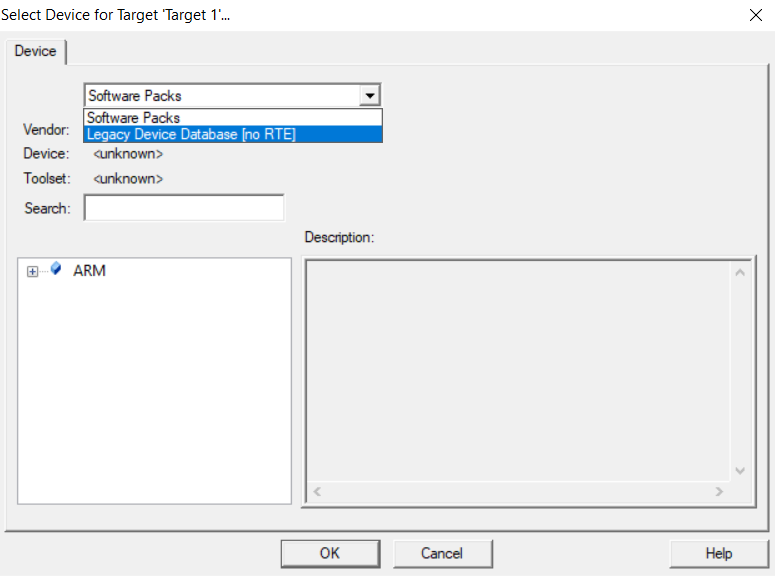 Select Device for Target 'Target 1'...
Device
Software Packs
Software Packs
Vendor:
Legacy Device Database [no RTE]
Device: <unknown>
Toolset: <unknown>
Search:
Description:
ARM
OK Cancel Help